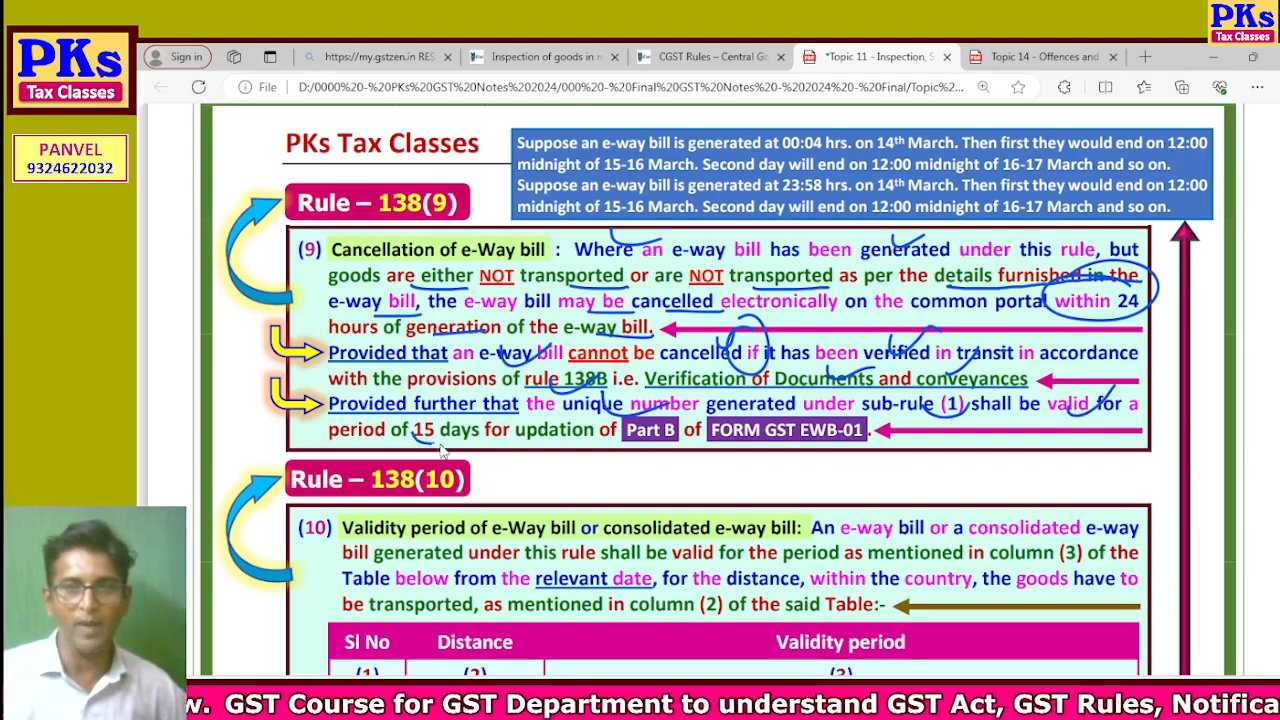 PKs
Tax Classes
PKs
Tax Classes
PANVEL
9324622032
Sign in
https://my.gstzen.in RES
Inspection of goods in m
CGST Rules – Central Go
*Topic 11 - Inspection, S
Topic 14 - Offences and
File
D:/0000%20-%20PKs%20GST%20Notes%202024/000%20-%20Final%20GST%20Notes%20-%202024%20-%20Final/Topic%2...
PKs Tax Classes
Suppose an e-way bill is generated at 00:04 hrs. on 14th March. Then first they would end on 12:00
midnight of 15-16 March. Second day will end on 12:00 midnight of 16-17 March and so on.
Suppose an e-way bill is generated at 23:58 hrs. on 14th March. Then first they would end on 12:00
midnight of 15-16 March. Second day will end on 12:00 midnight of 16-17 March and so on.
Rule – 138(9)
(9) Cancellation of e-Way bill : Where an e-way bill has been generated under this rule, but
goods are either NOT transported or are NOT transported as per the details furnished in the
e-way bill, the e-way bill may be cancelled electronically on the common portal within 24
hours of generation of the e-way bill.
Provided that an e-way bill cannot be cancelled if it has been verified in transit in accordance
with the provisions of rule 138B i.e. Verification of Documents and conveyances
Provided further that the unique number generated under sub-rule (1) shall be valid for a
period of 15 days for updation of Part B of FORM GST EWB-01.
Rule – 138(10)
(10) Validity period of e-Way bill or consolidated e-way bill: An e-way bill or a consolidated e-way
bill generated under this rule shall be valid for the period as mentioned in column (3) of the
Table below from the relevant date, for the distance, within the country, the goods have to
be transported, as mentioned in column (2) of the said Table:-
Sl No Distance Validity period
(1) (2) (3)
w. GST Course for GST Department to understand GST Act, GST Rules, Notifica